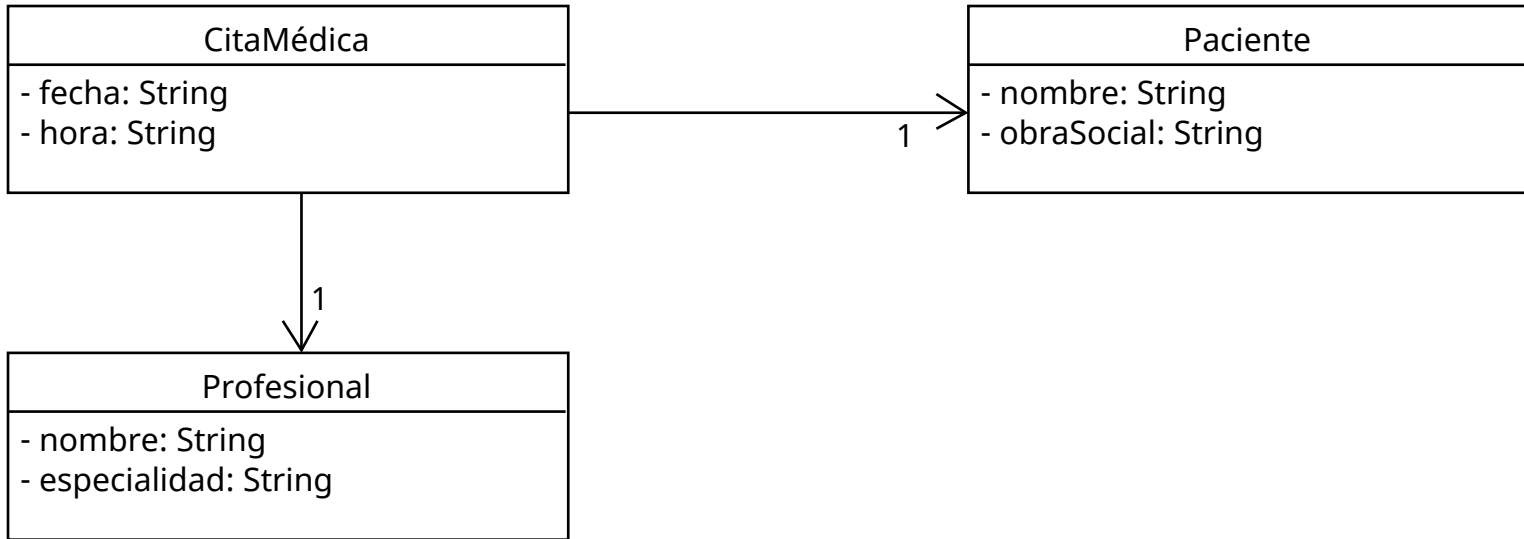 CitaMédica
- fecha: String
- hora: String
1
Paciente
- nombre: String
- obraSocial: String
1
Profesional
- nombre: String
- especialidad: String